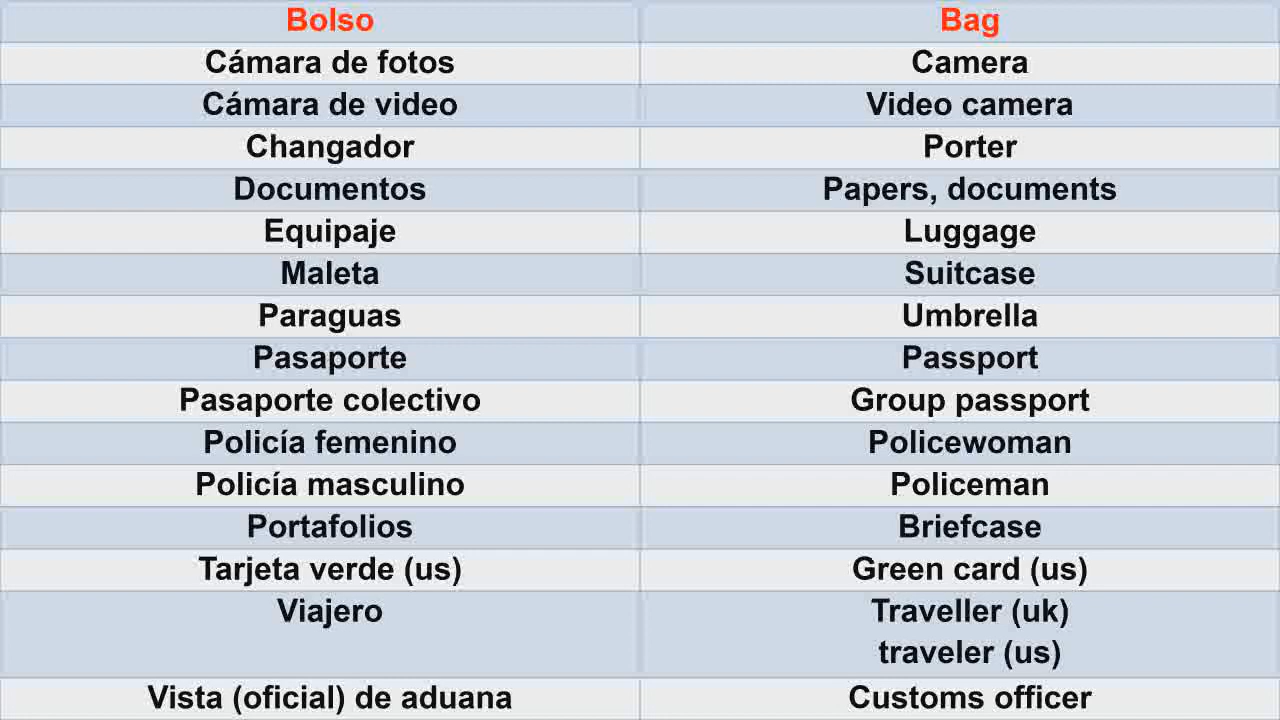 Bolso Bag
Cámara de fotos Camera
Cámara de video Video camera
Changador Porter
Documentos Papers, documents
Equipaje Luggage
Maleta Suitcase
Paraguas Umbrella
Pasaporte Passport
Pasaporte colectivo Group passport
Policía femenino Policewoman
Policía masculino Policeman
Portafolios Briefcase
Tarjeta verde (us) Green card (us)
Viajero Traveller (uk)
traveler (us)
Vista (oficial) de aduana Customs officer